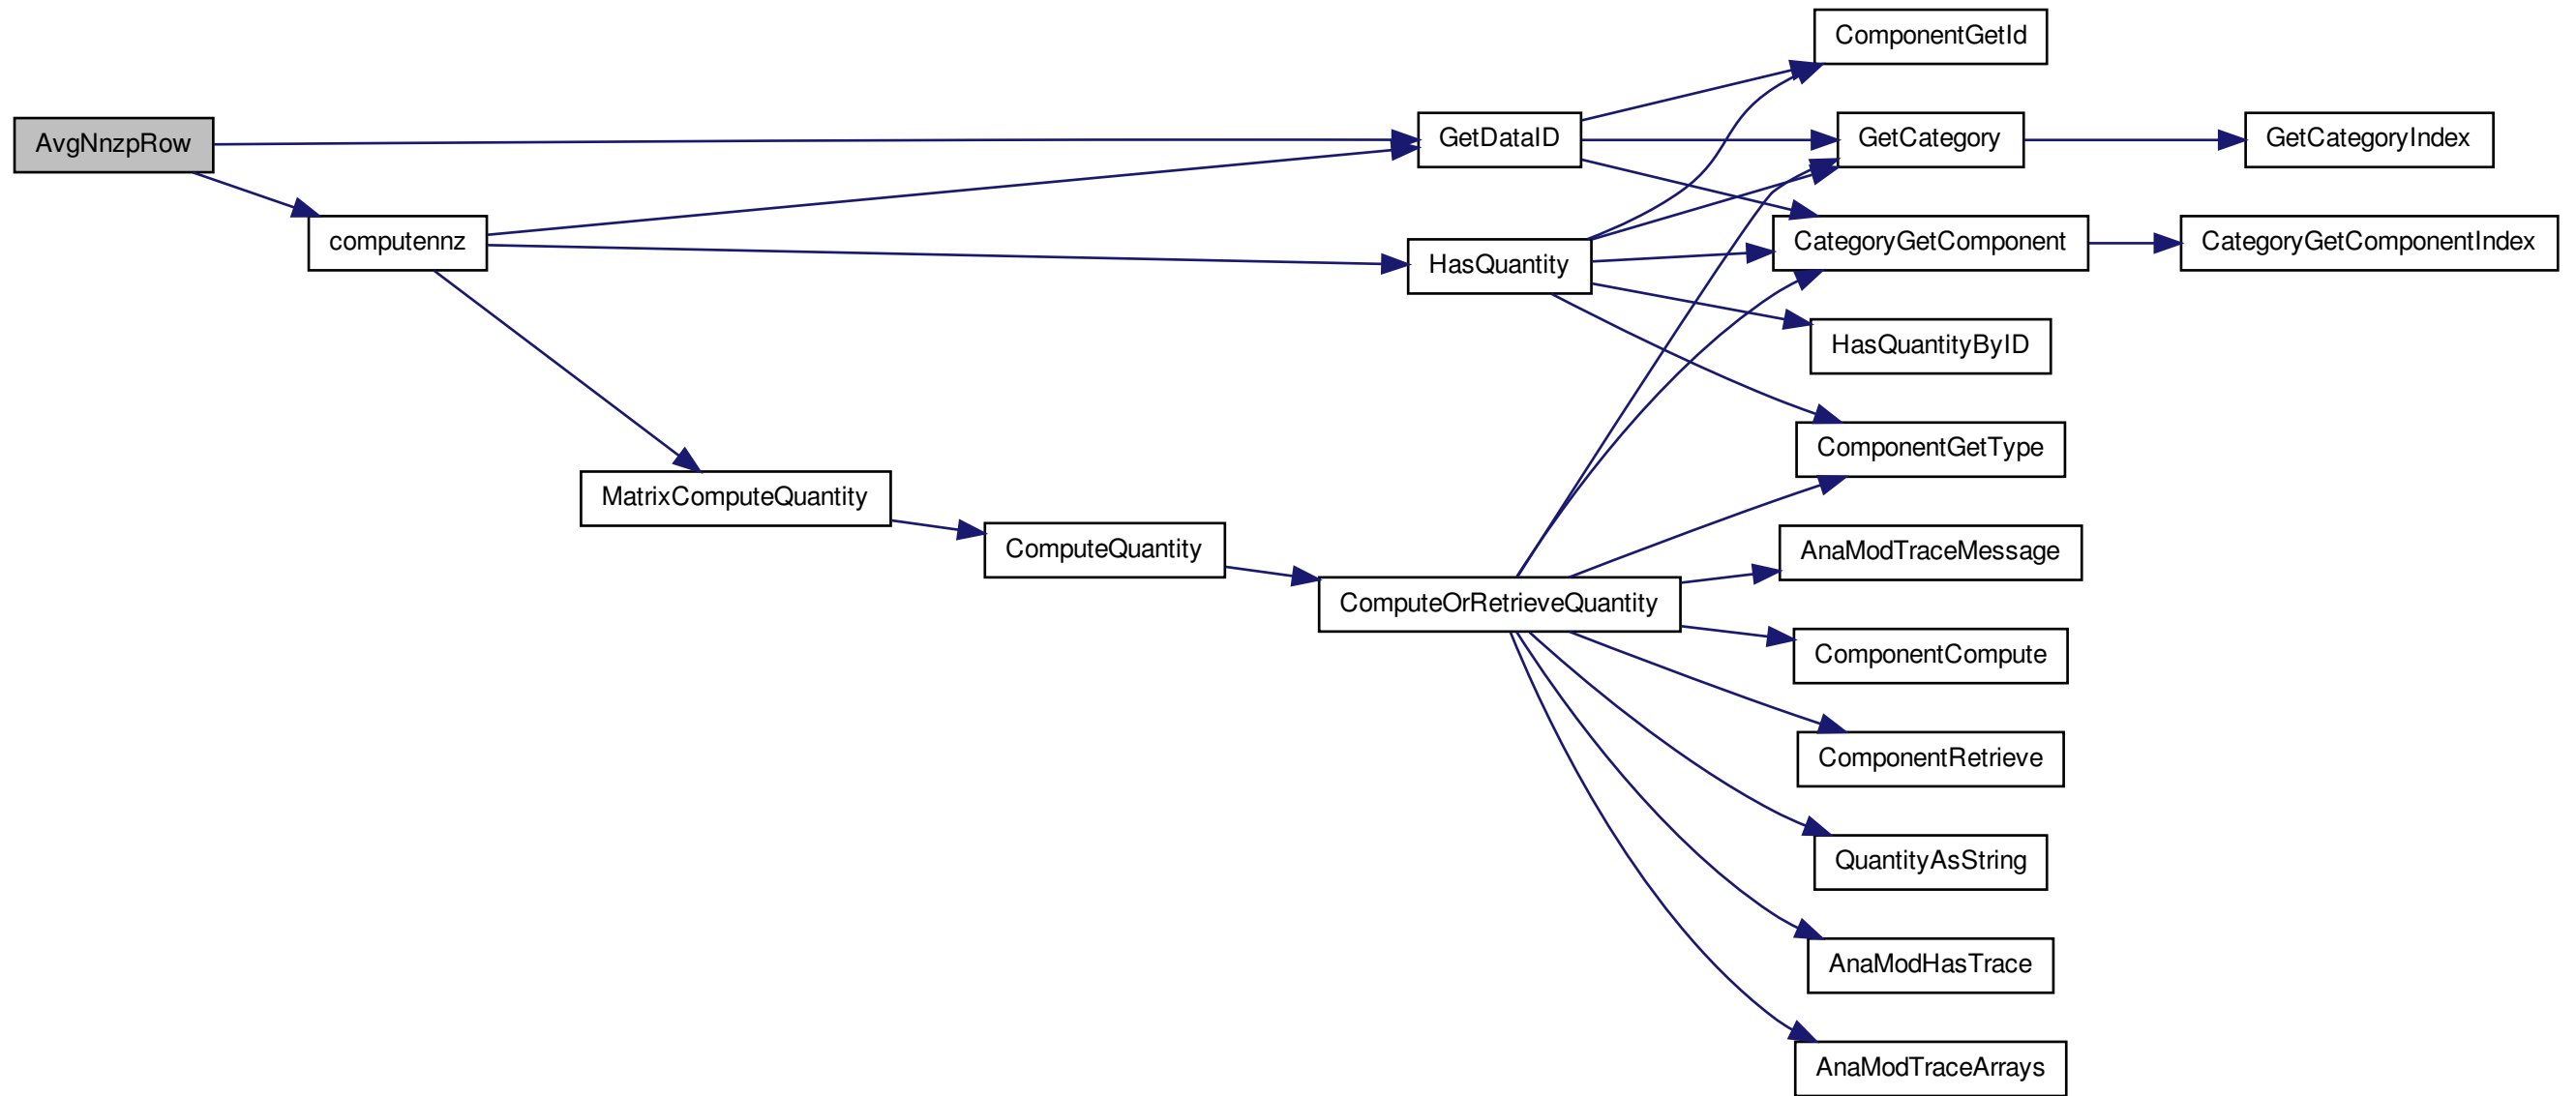 ComponentGetId
AvgNnzpRow
GetDataID
GetCategory
GetCategoryIndex
computennz
HasQuantity
CategoryGetComponent
CategoryGetComponentIndex
HasQuantityByID
ComponentGetType
MatrixComputeQuantity
ComputeQuantity
AnaModTraceMessage
ComputeOrRetrieveQuantity
ComponentCompute
ComponentRetrieve
QuantityAsString
AnaModHasTrace
AnaModTraceArrays